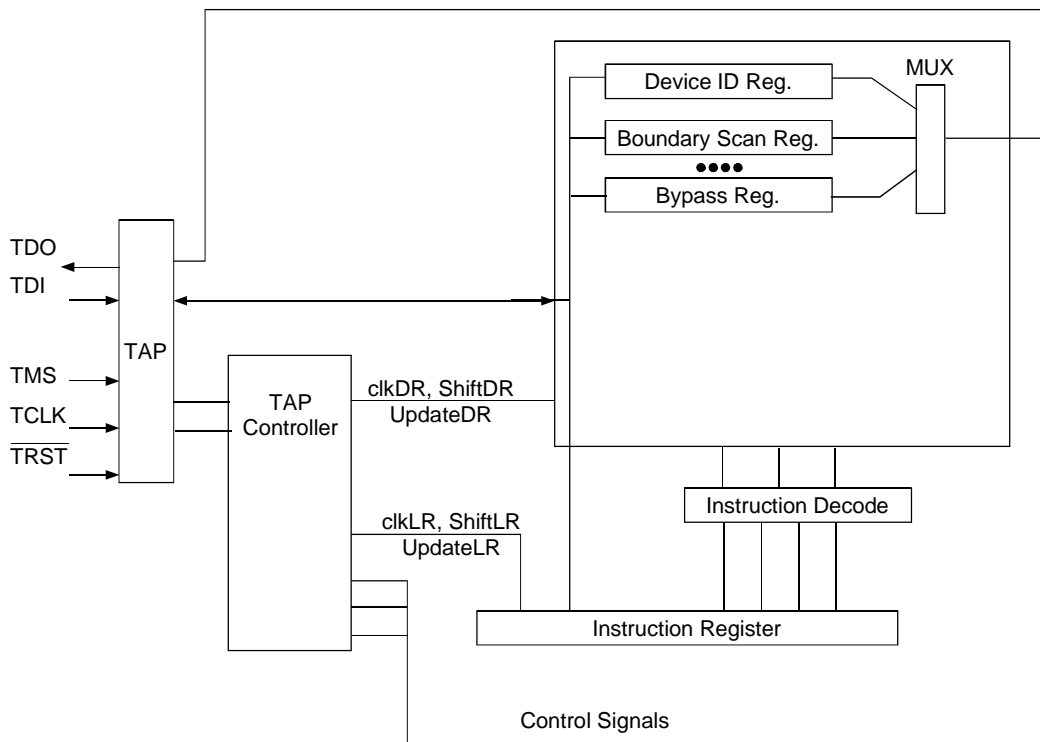 MUX
Device ID Reg.
Boundary Scan Reg.
Bypass Reg.
TDO
TDI
TAP
TMS
TCLK
TRST
TAP
Controller
clkDR, ShiftDR
UpdateDR
Instruction Decode
clkLR, ShiftLR
UpdateLR
Instruction Register
Control Signals